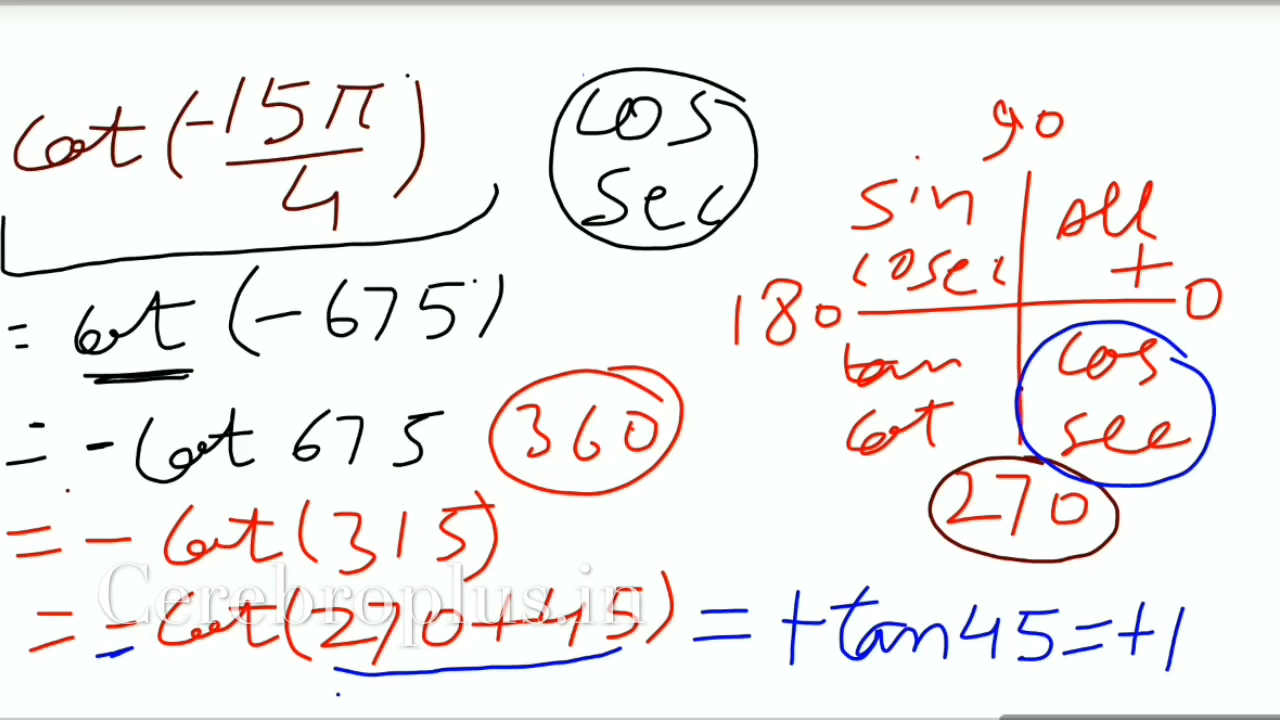 cot (-15π/4)
cos
sec
= cot (-675)
= -cot 675
360
= - cot (315)
= - cot (270+45) = +tan45 = +1
Cerebroplus.in
90
sin
cosec
All
+
180
0
tan
cot
cos
sec
270